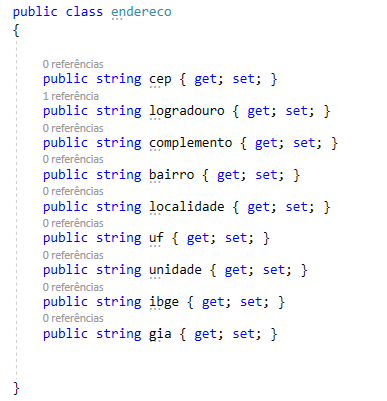 public class endereco
{
0 referências
public string cep { get; set; }
1 referência
public string logradouro { get; set; }
0 referências
public string complemento { get; set; }
0 referências
public string bairro { get; set; }
0 referências
public string localidade { get; set; }
0 referências
public string uf { get; set; }
0 referências
public string unidade { get; set; }
0 referências
public string ibge { get; set; }
0 referências
public string gia { get; set; }
}